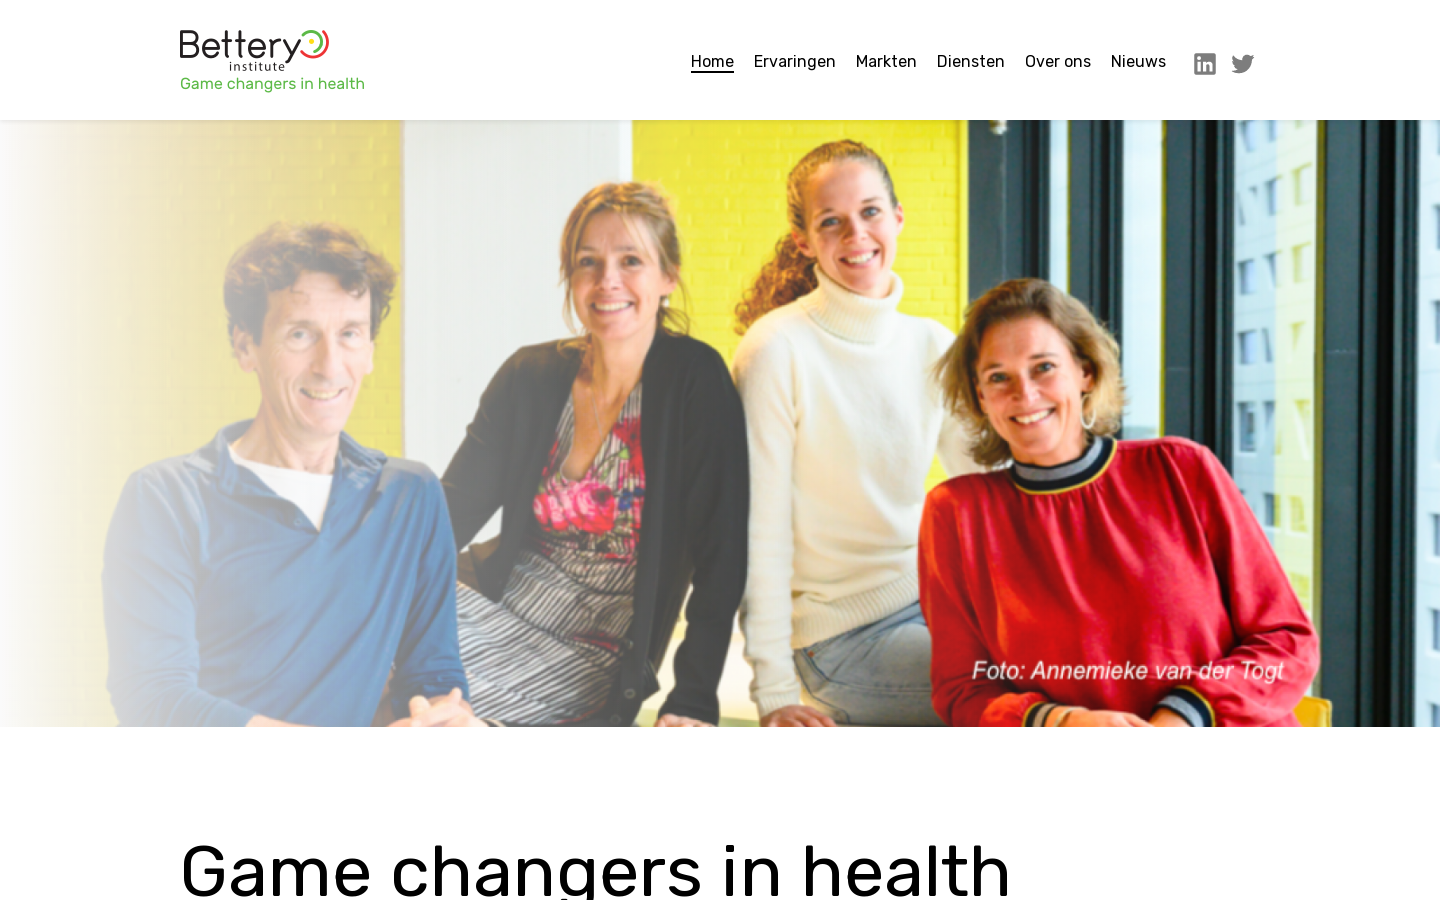 Bettery
institute
Game changers in health
Home Ervaringen Markten Diensten Over ons Nieuws
Foto: Annemieke van der Togt
Game changers in health